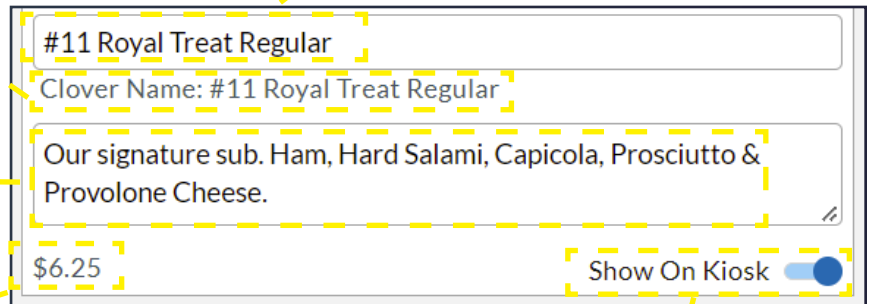 #11 Royal Treat Regular
Clover Name: #11 Royal Treat Regular
Our signature sub. Ham, Hard Salami, Capicola, Prosciutto &
Provolone Cheese.
$6.25
Show On Kiosk